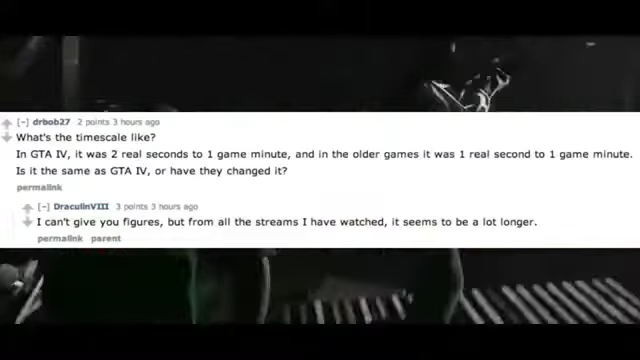 [-] drbob27 2 points 3 hours ago
What's the timescale like?
In GTA IV, it was 2 real seconds to 1 game minute, and in the older games it was 1 real second to 1 game minute.
Is it the same as GTA IV, or have they changed it?
permalink
[-] DraculinVIII 3 points 3 hours ago
I can't give you figures, but from all the streams I have watched, it seems to be a lot longer.
permalink parent